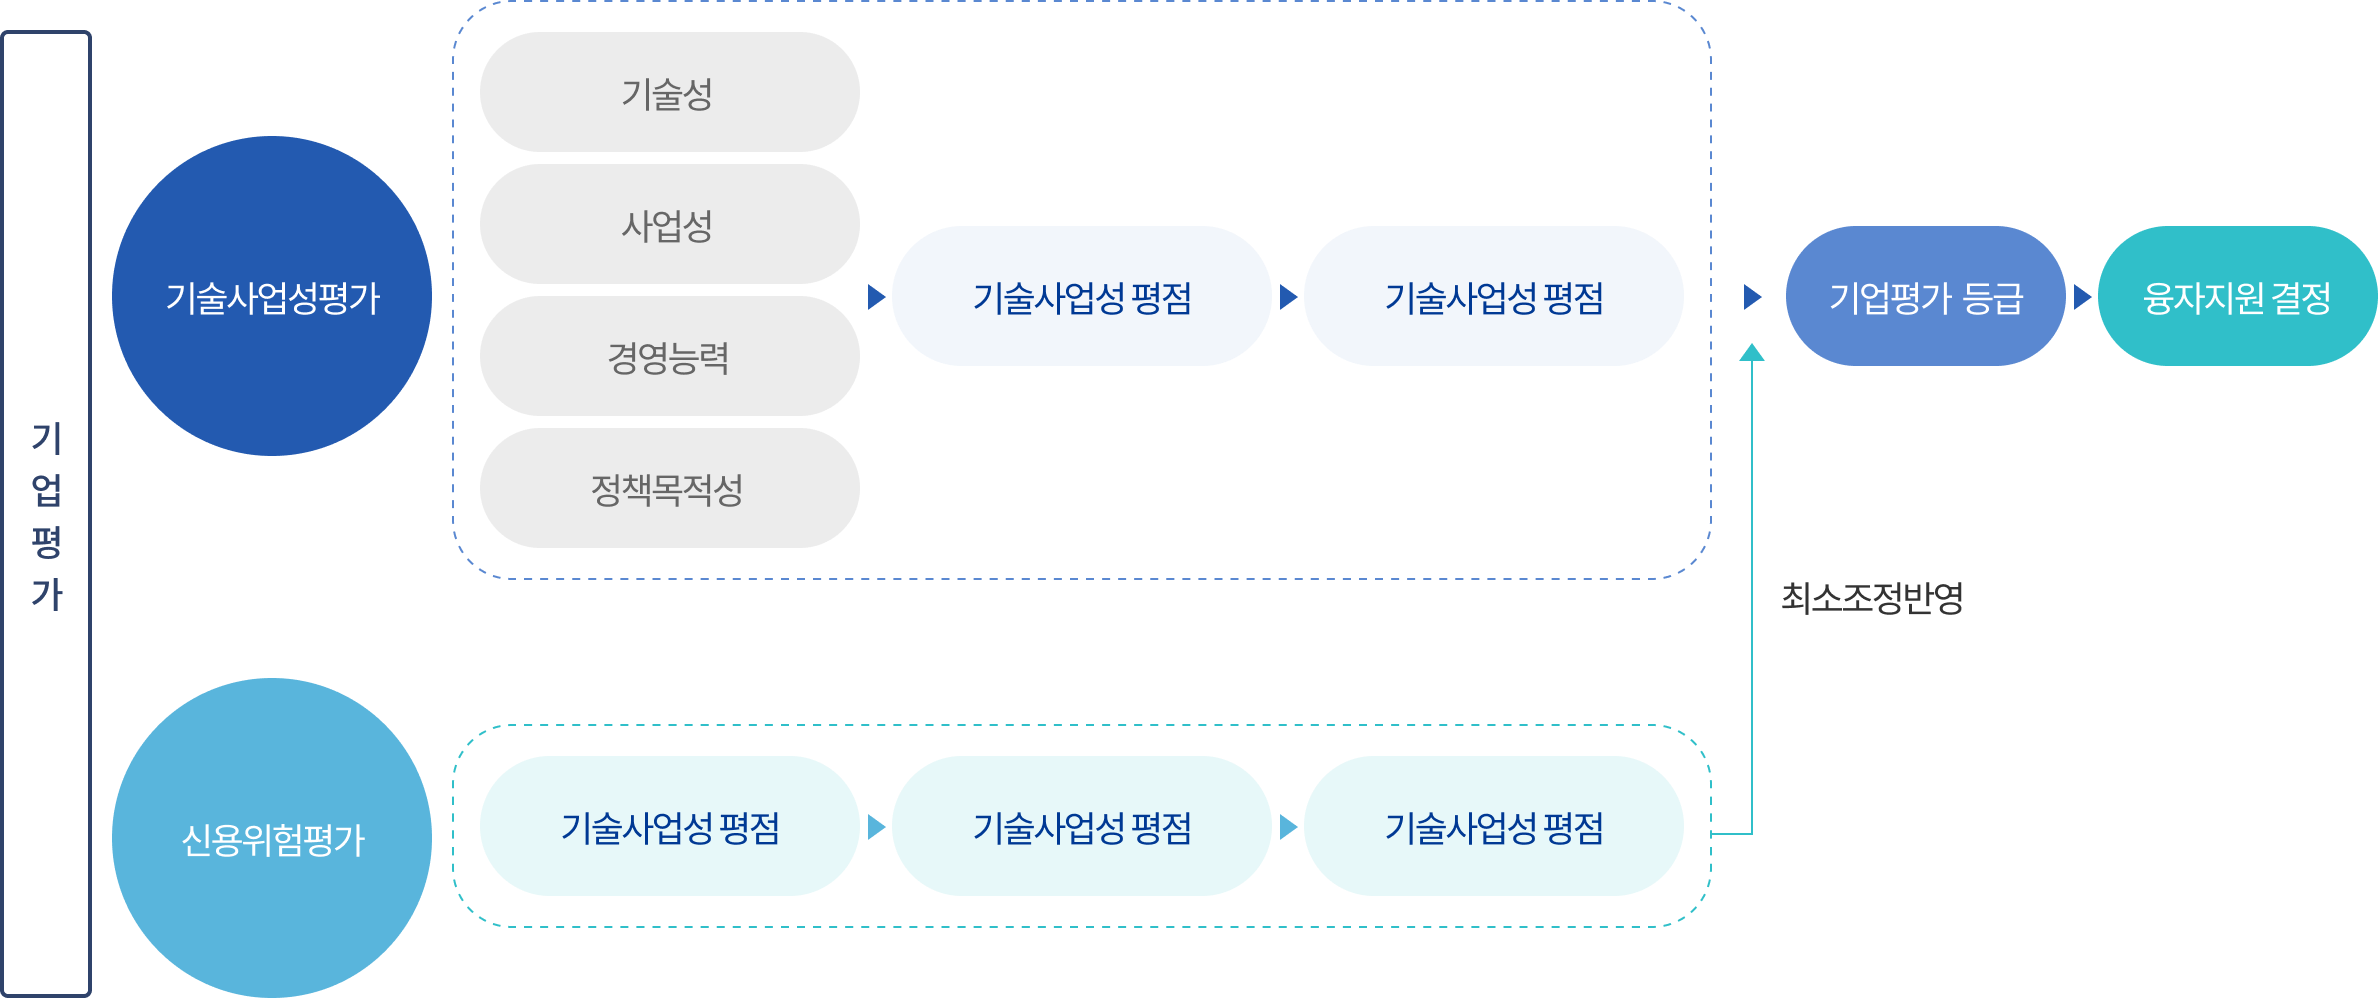 기
업
평
가
기술사업성평가
기술성
사업성
경영능력
정책목적성
기술사업성 평점
기술사업성 평점
기업평가 등급
융자지원 결정
최소조정반영
신용위험평가
기술사업성 평점
기술사업성 평점
기술사업성 평점